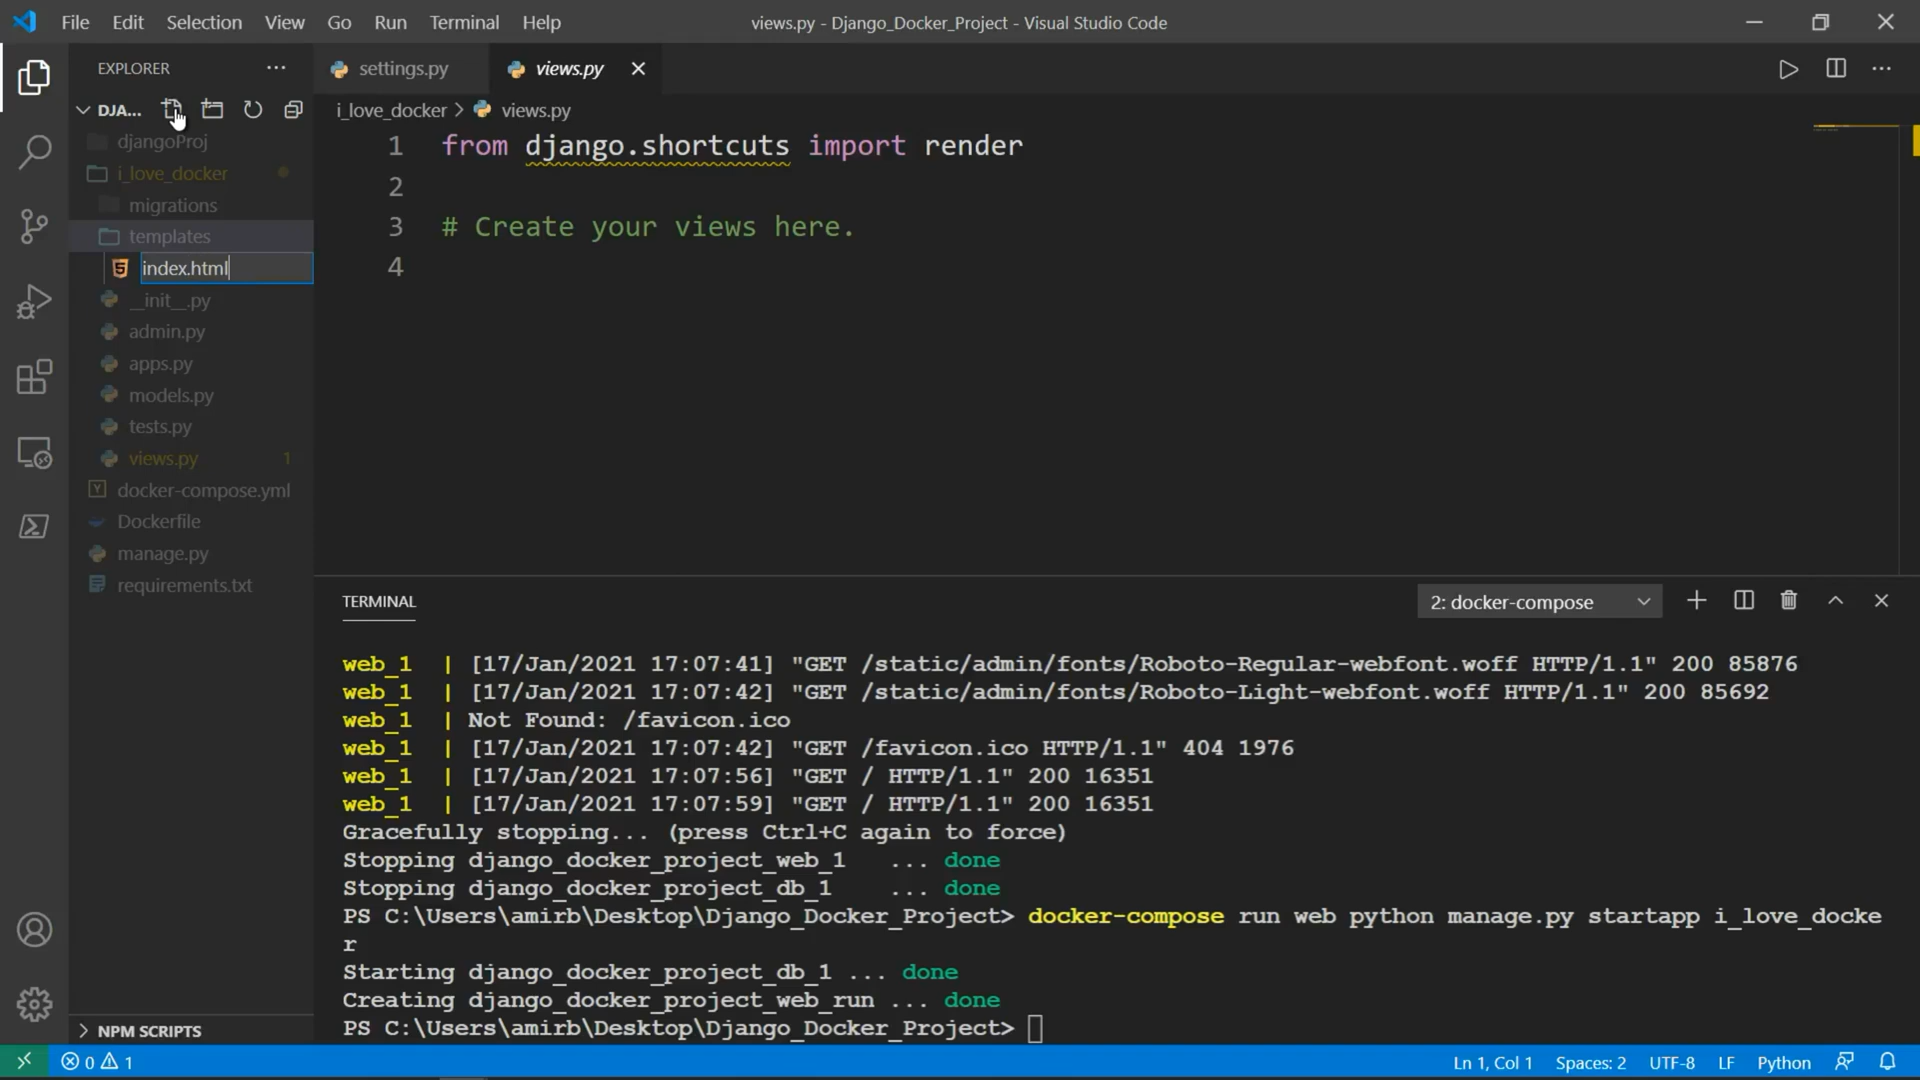 File Edit Selection View Go Run Terminal Help
views.py - Django_Docker_Project - Visual Studio Code
EXPLORER
settings.py
views.py
DJA...
djangoProj
i_love_docker
migrations
templates
index.html
__init__.py
admin.py
apps.py
models.py
tests.py
views.py 1
docker-compose.yml
Dockerfile
manage.py
requirements.txt
NPM SCRIPTS
i_love_docker > views.py
1 from django.shortcuts import render
2
3 # Create your views here.
4
TERMINAL
2: docker-compose
web_1 | [17/Jan/2021 17:07:41] "GET /static/admin/fonts/Roboto-Regular-webfont.woff HTTP/1.1" 200 85876
web_1 | [17/Jan/2021 17:07:42] "GET /static/admin/fonts/Roboto-Light-webfont.woff HTTP/1.1" 200 85692
web_1 | Not Found: /favicon.ico
web_1 | [17/Jan/2021 17:07:42] "GET /favicon.ico HTTP/1.1" 404 1976
web_1 | [17/Jan/2021 17:07:56] "GET / HTTP/1.1" 200 16351
web_1 | [17/Jan/2021 17:07:59] "GET / HTTP/1.1" 200 16351
Gracefully stopping... (press Ctrl+C again to force)
Stopping django_docker_project_web_1 ... done
Stopping django_docker_project_db_1 ... done
PS C:\Users\amirb\Desktop\Django_Docker_Project> docker-compose run web python manage.py startapp i_love_docke
r
Starting django_docker_project_db_1 ... done
Creating django_docker_project_web_run ... done
PS C:\Users\amirb\Desktop\Django_Docker_Project>
0 1
Ln 1, Col 1 Spaces: 2 UTF-8 LF Python